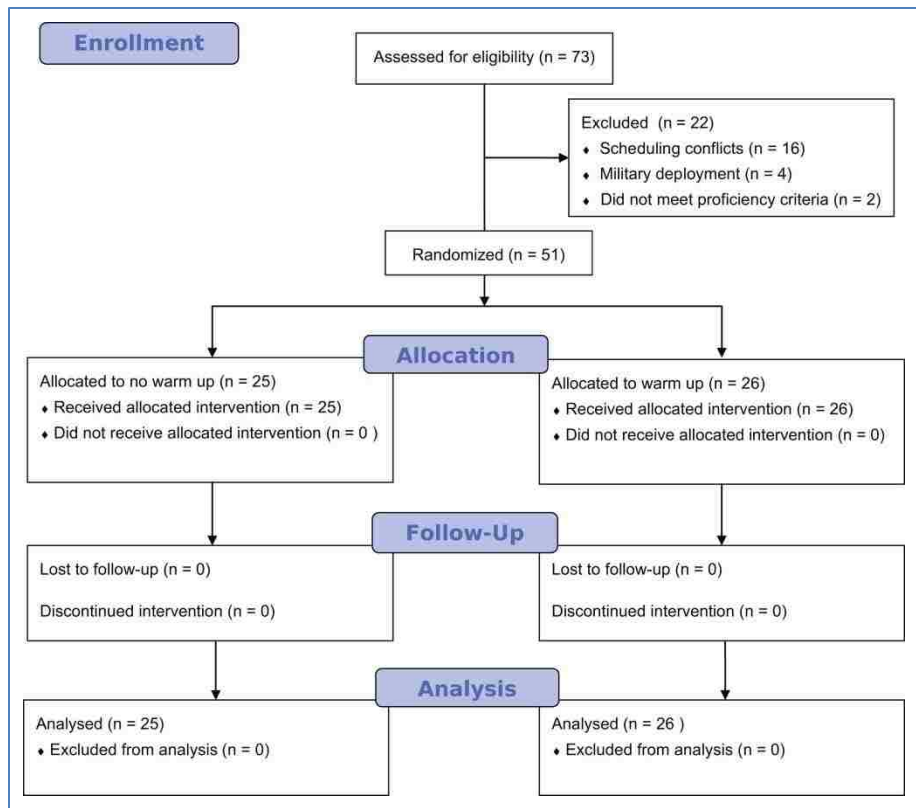 Enrollment
Assessed for eligibility (n = 73)
Excluded (n = 22)
♦ Scheduling conflicts (n = 16)
♦ Military deployment (n = 4)
♦ Did not meet proficiency criteria (n = 2)
Randomized (n = 51)
Allocation
Allocated to no warm up (n = 25)
♦ Received allocated intervention (n = 25)
♦ Did not receive allocated intervention (n = 0 )
Allocated to warm up (n = 26)
♦ Received allocated intervention (n = 26)
♦ Did not receive allocated intervention (n = 0)
Follow-Up
Lost to follow-up (n = 0)
Discontinued intervention (n = 0)
Lost to follow-up (n = 0)
Discontinued intervention (n = 0)
Analysis
Analysed (n = 25)
♦ Excluded from analysis (n = 0)
Analysed (n = 26 )
♦ Excluded from analysis (n = 0)